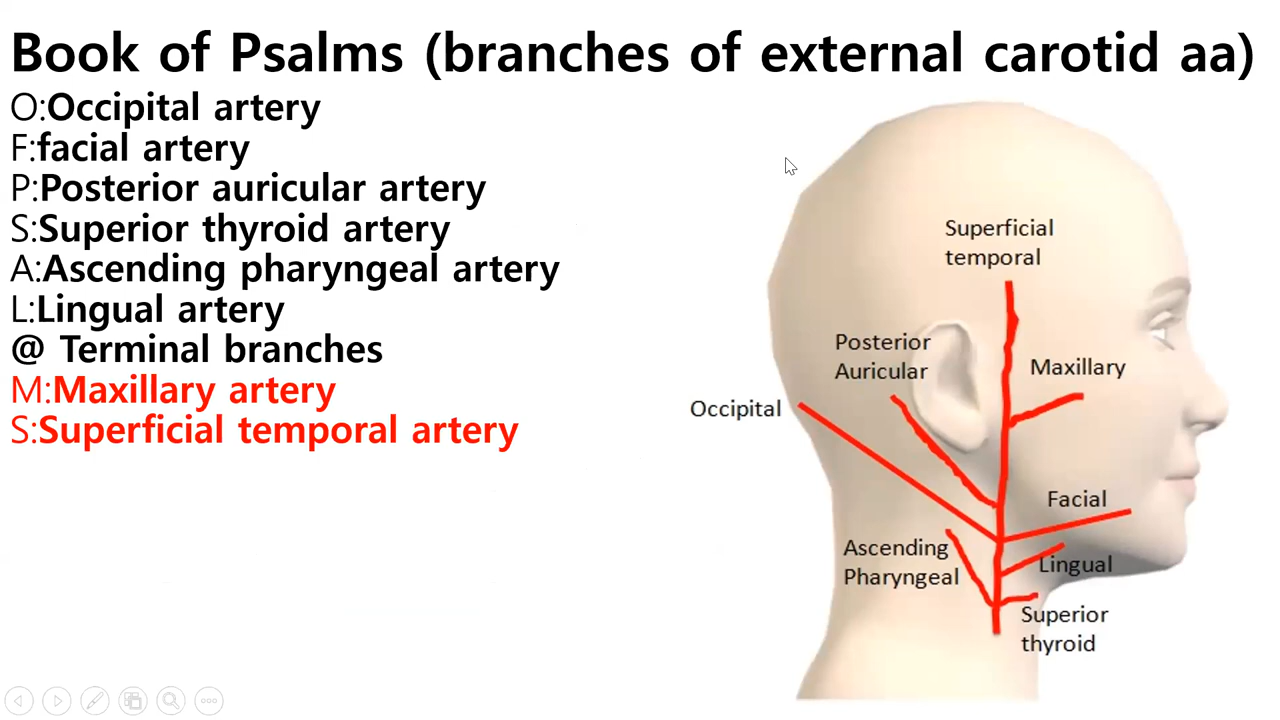 Book of Psalms (branches of external carotid aa)
O:Occipital artery
F:facial artery
P:Posterior auricular artery
S:Superior thyroid artery
A:Ascending pharyngeal artery
L:Lingual artery
@ Terminal branches
M:Maxillary artery
S:Superficial temporal artery
Superficial
temporal
Posterior
Auricular
Maxillary
Occipital
Facial
Ascending
Pharyngeal
Lingual
Superior
thyroid